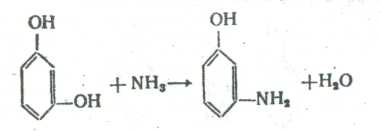 OH
OH
-OH
+NH₃→
-NH₂
+H₂O